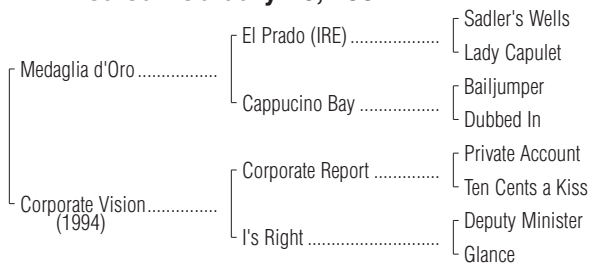 Sadler's Wells
El Prado (IRE) ....................
Lady Capulet
Medaglia d'Oro .................
Bailjumper
Cappucino Bay ..................
Dubbed In
Private Account
Corporate Report ...............
Ten Cents a Kiss
Corporate Vision...............
(1994)
Deputy Minister
I's Right .............................
Glance